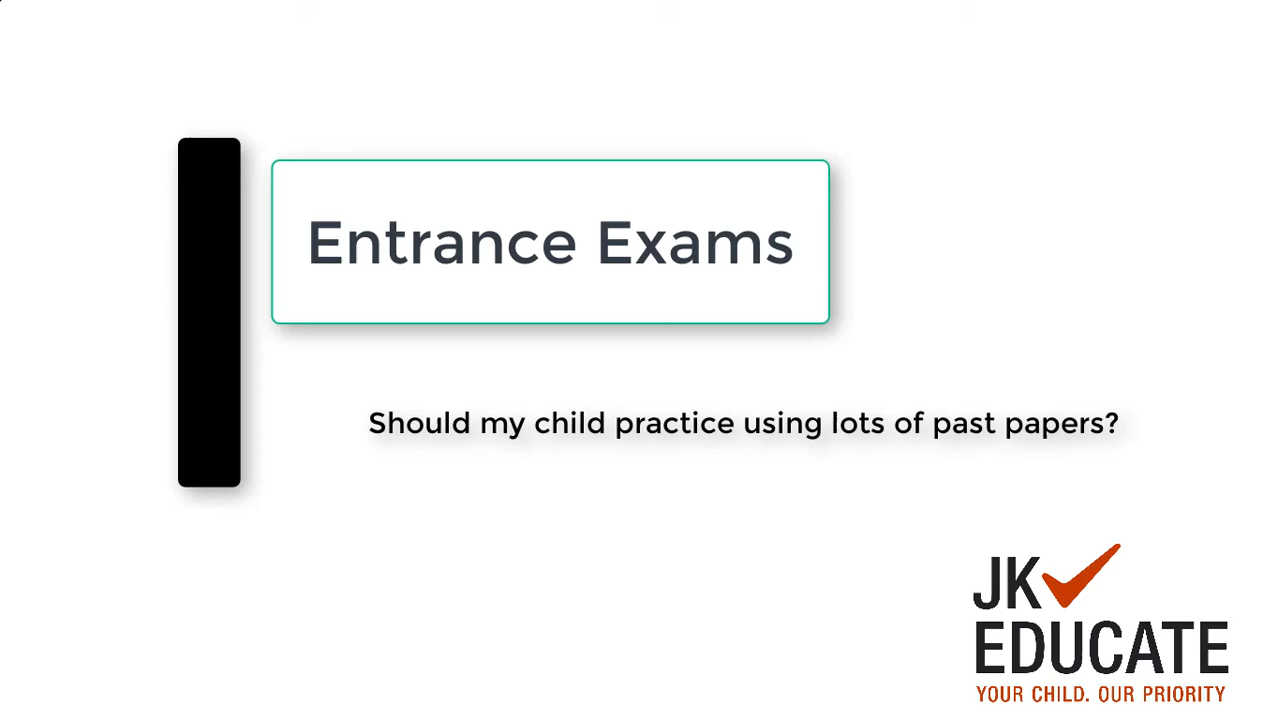 Entrance Exams
Should my child practice using lots of past papers?
JK
EDUCATE
YOUR CHILD. OUR PRIORITY